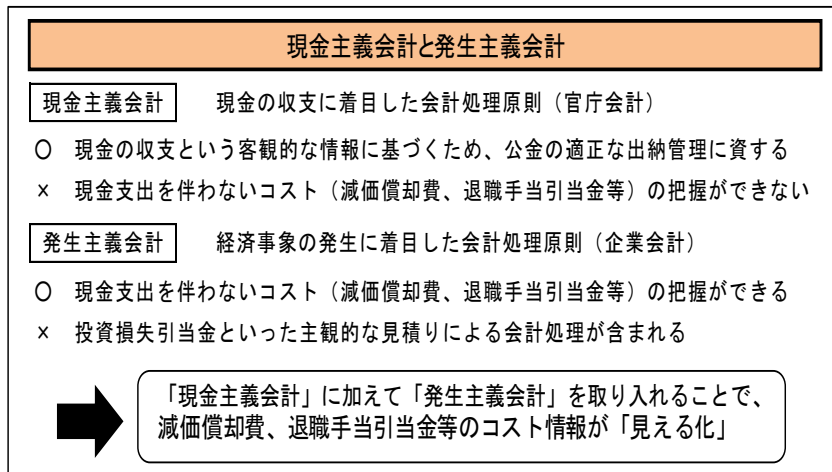 現金主義会計と発生主義会計
現金主義会計　現金の収支に着目した会計処理原則（官庁会計）
○　現金の収支という客観的な情報に基づくため、公金の適正な出納管理に資する
×　現金支出を伴わないコスト（減価償却費、退職手当引当金等）の把握ができない
発生主義会計　経済事象の発生に着目した会計処理原則（企業会計）
○　現金支出を伴わないコスト（減価償却費、退職手当引当金等）の把握ができる
×　投資損失引当金といった主観的な見積りによる会計処理が含まれる
「現金主義会計」に加えて「発生主義会計」を取り入れることで、
減価償却費、退職手当引当金等のコスト情報が「見える化」